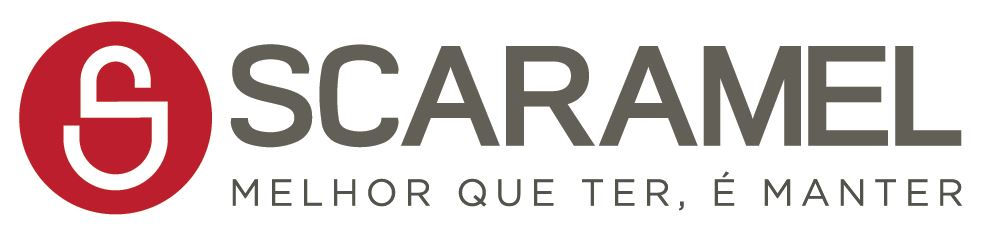 SCARAMEL
MELHOR QUE TER, É MANTER